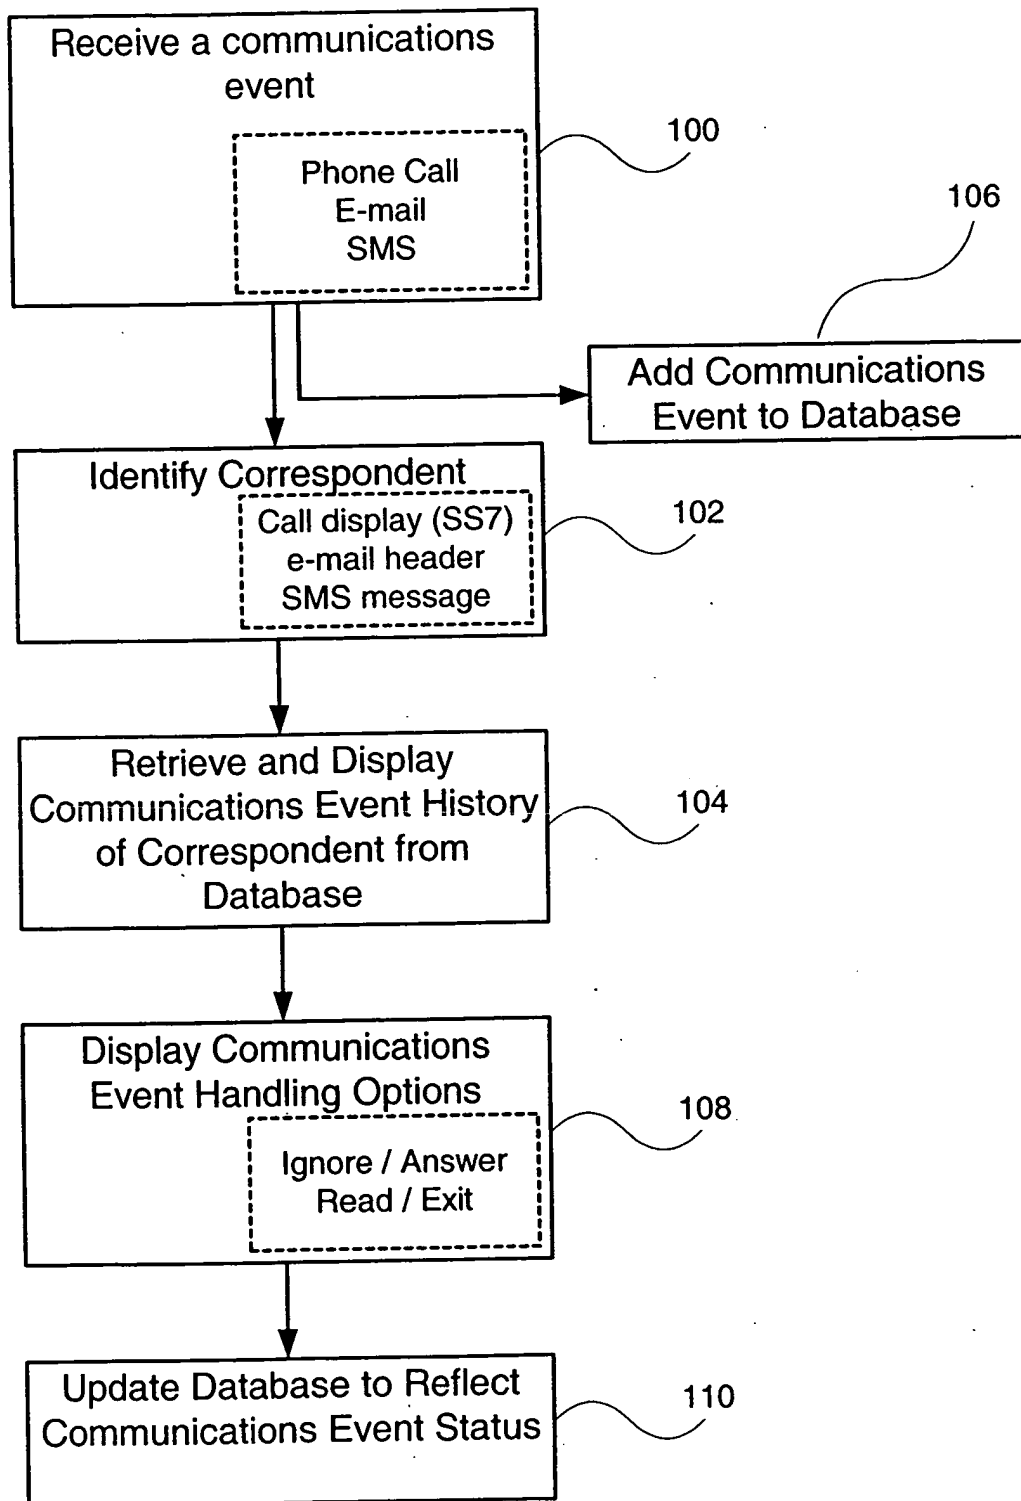 Receive a communications
event
Phone Call
E-mail
SMS
100
106
Add Communications
Event to Database
Identify Correspondent
Call display (SS7)
e-mail header
SMS message
102
Retrieve and Display
Communications Event History
of Correspondent from
Database
104
Display Communications
Event Handling Options
Ignore / Answer
Read / Exit
108
Update Database to Reflect
Communications Event Status
110